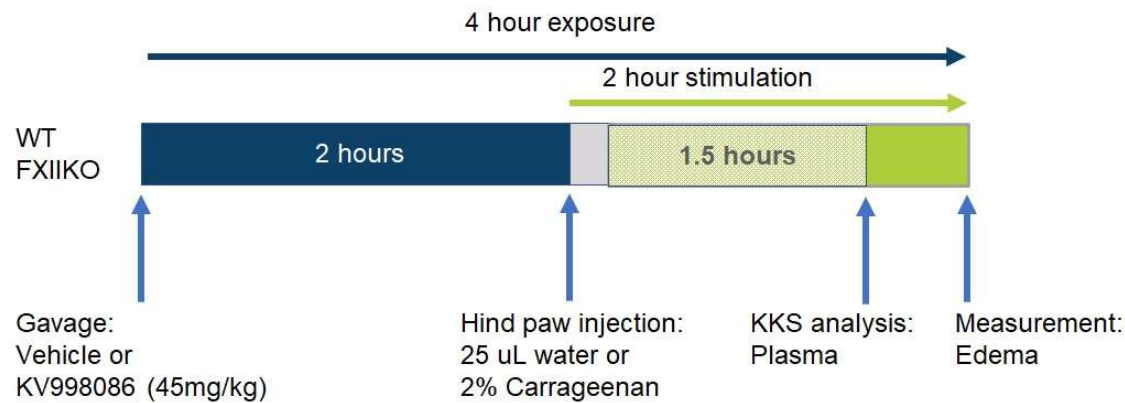 4 hour exposure
2 hour stimulation
WT
FXIIKO
2 hours
1.5 hours
Gavage:
Vehicle or
KV998086 (45mg/kg)
Hind paw injection:
25 uL water or
2% Carrageenan
KKS analysis:
Plasma
Measurement:
Edema